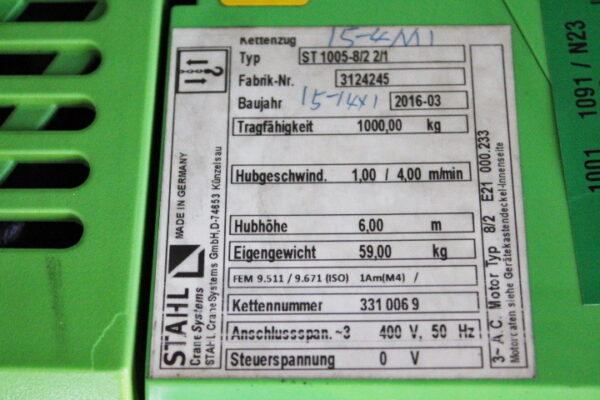 Kettenzug 15-4M1
Typ ST 1005-8/2 2/1
Fabrik-Nr. 3124245
Baujahr 2016-03
Tragfähigkeit 1000,00 kg
Hubgeschwind. 1,00 / 4,00 m/min
Hubhöhe 6,00 m
Eigengewicht 59,00 kg
FEM 9.511 / 9.671 (ISO) 1Am(M4) /
Kettennummer 331 006 9
Anschlussspan. ~3 400 V, 50 Hz
Steuerspannung 0 V
MADE IN GERMANY
STAHL
CraneSystems
STAHL CraneSystems GmbH,D-74653 Künzelsau
3~ A.C. Motor Typ 8/2 E21 000.233
Motordaten siehe Gerätekastendeckel-Innenseite
1001 1091 / N23